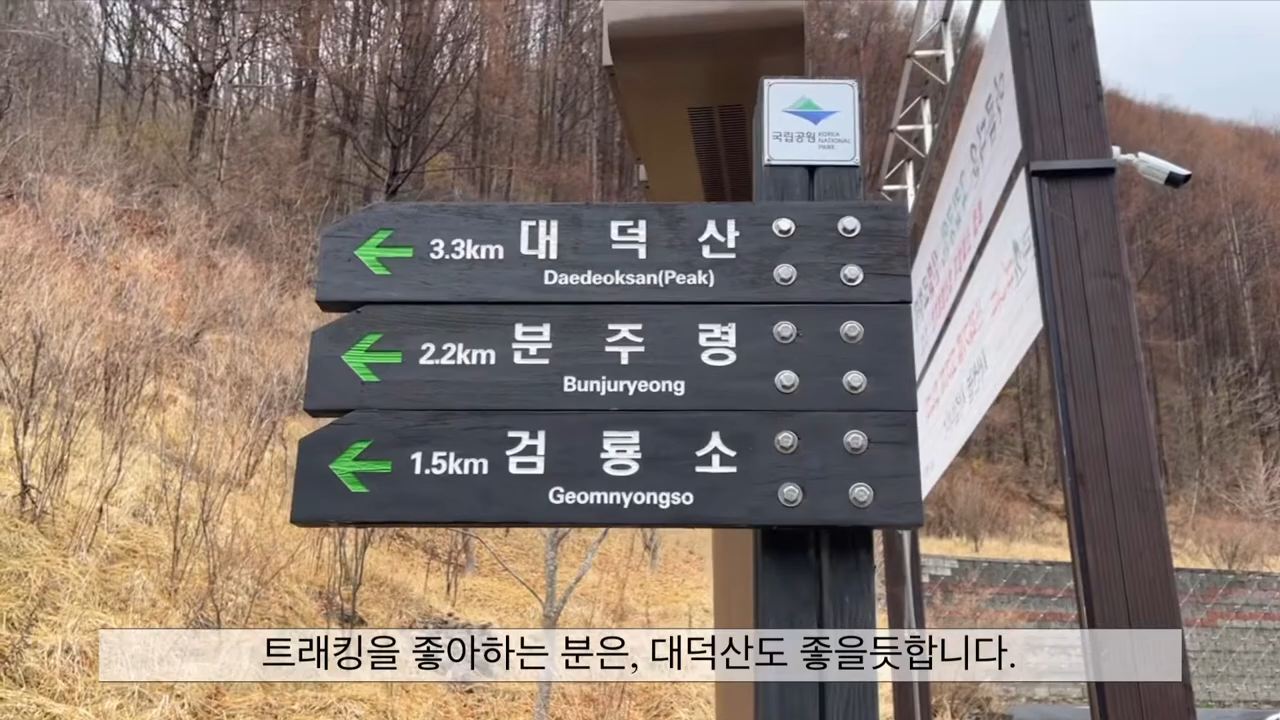 국립공원 KOREA NATIONAL PARK
3.3km 대덕산
Daedeoksan(Peak)
2.2km 분주령
Bunjuryeong
1.5km 검룡소
Geomnyongso
트래킹을 좋아하는 분은, 대덕산도 좋을듯합니다.